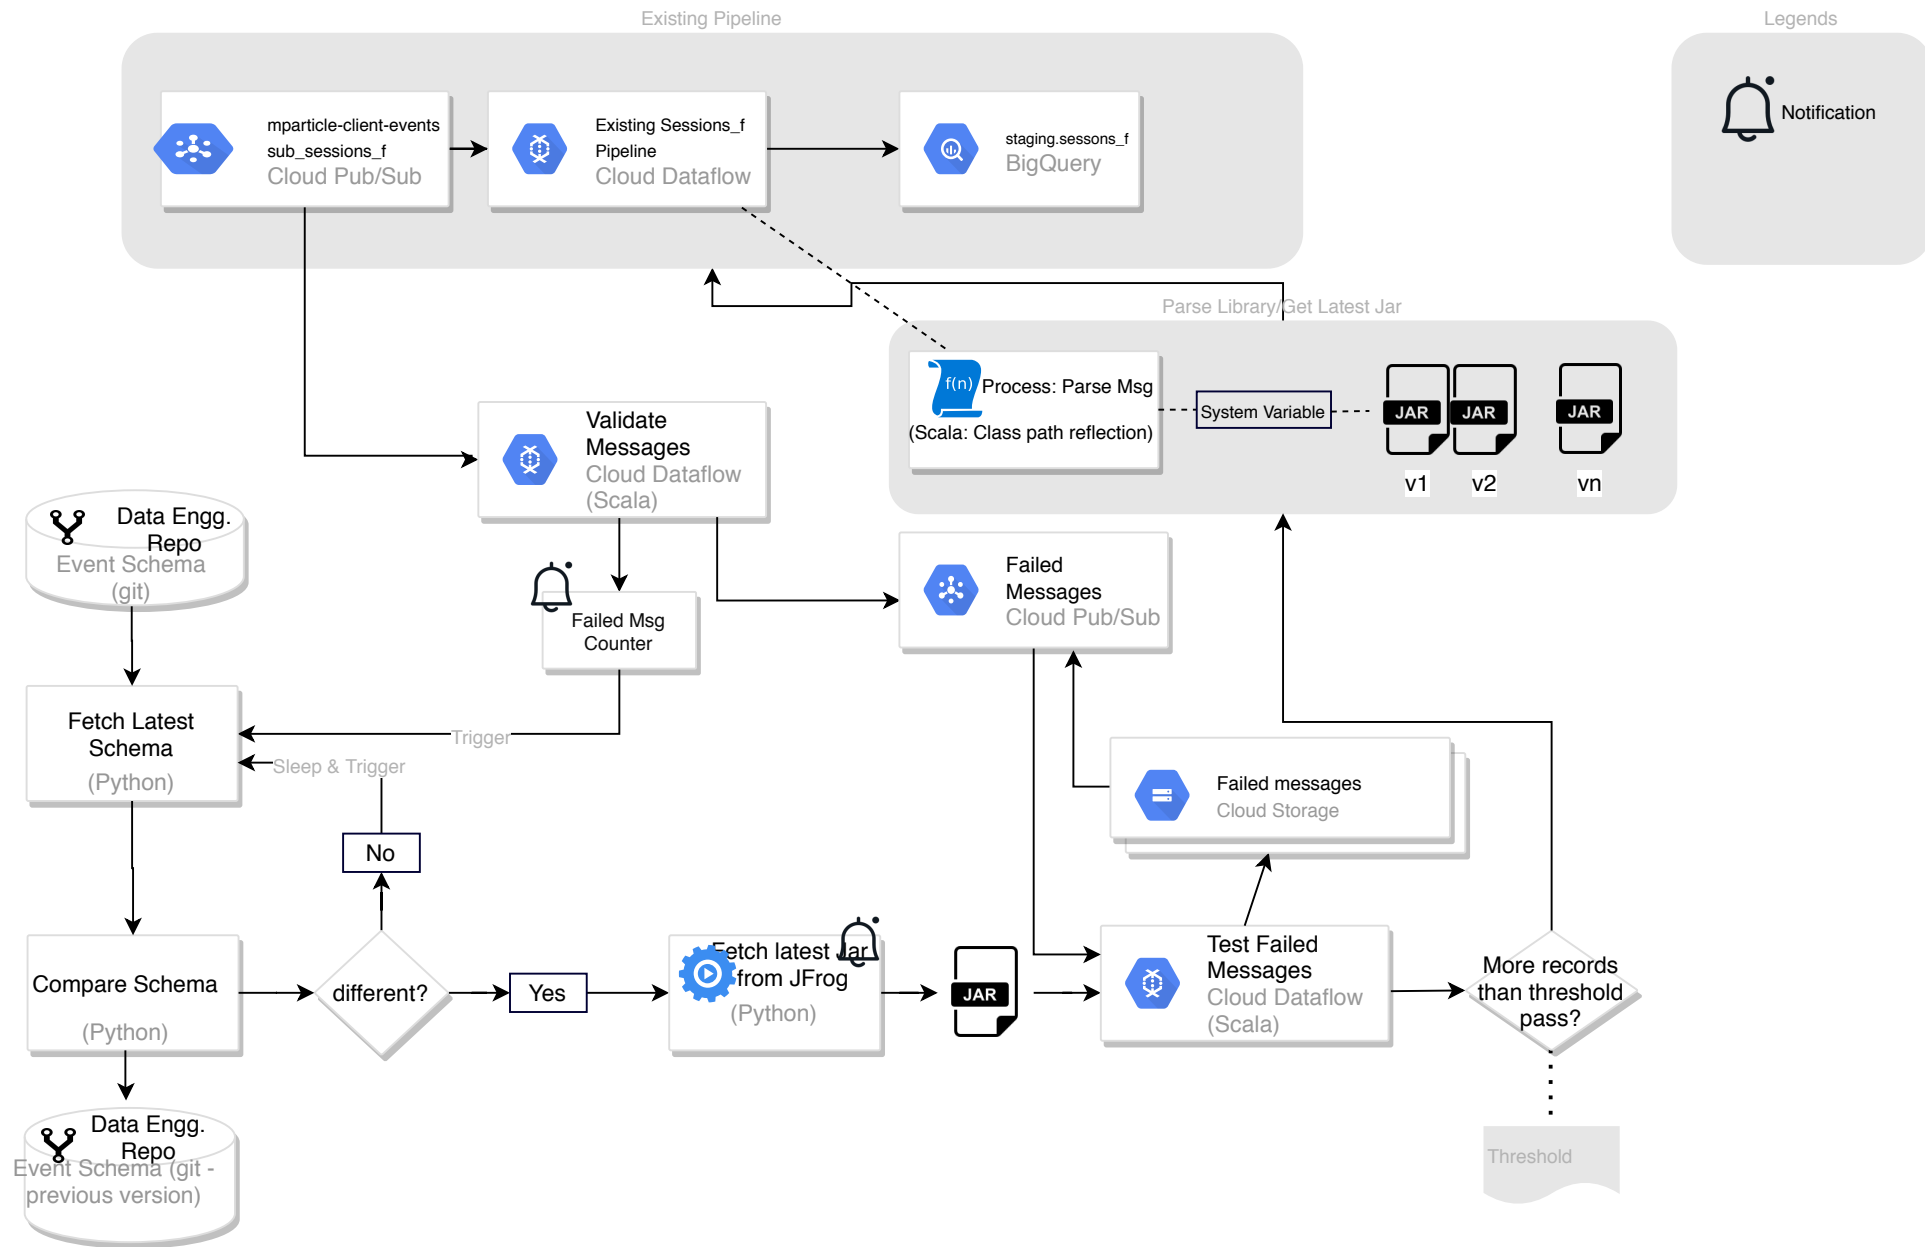 Existing Pipeline
Legends
mparticle-client-events
sub_sessions_f
Cloud Pub/Sub
Existing Sessions_f
Pipeline
Cloud Dataflow
staging.sessons_f
BigQuery
Notification
Parse Library/Get Latest Jar
f(n)
Process: Parse Msg
(Scala: Class path reflection)
System Variable
JAR
JAR
JAR
v1
v2
vn
Validate
Messages
Cloud Dataflow
(Scala)
Data Engg.
Repo
Event Schema
(git)
Failed Msg
Counter
Failed
Messages
Cloud Pub/Sub
Fetch Latest
Schema
(Python)
Trigger
Sleep & Trigger
Failed messages
Cloud Storage
No
Compare Schema
(Python)
different?
Yes
Fetch latest Jar
from JFrog
(Python)
JAR
Test Failed
Messages
Cloud Dataflow
(Scala)
More records
than threshold
pass?
Data Engg.
Repo
Event Schema (git -
previous version)
Threshold